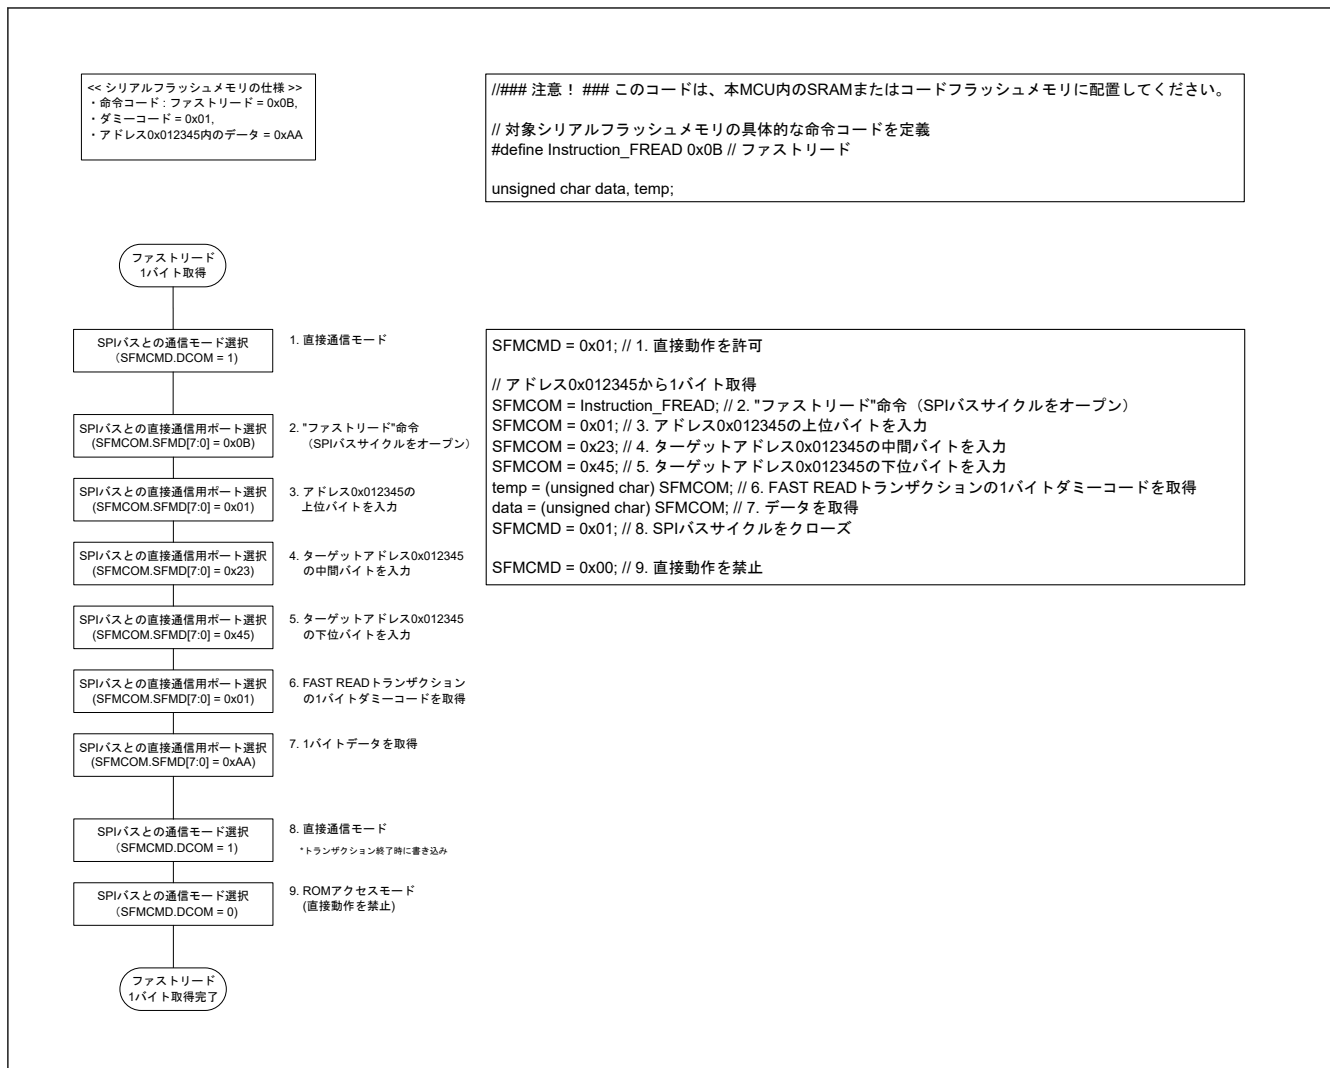 << シリアルフラッシュメモリの仕様 >>
・命令コード : ファストリード = 0x0B,
・ダミーコード = 0x01,
・アドレス0x012345内のデータ = 0xAA
//### 注意！ ### このコードは、本MCU内のSRAMまたはコードフラッシュメモリに配置してください。
// 対象シリアルフラッシュメモリの具体的な命令コードを定義
#define Instruction_FREAD 0x0B // ファストリード
unsigned char data, temp;
ファストリード
1バイト取得
SPIバスとの通信モード選択
（SFMCMD.DCOM = 1)
1. 直接通信モード
SPIバスとの直接通信用ポート選択
(SFMCOM.SFMD[7:0] = 0x0B)
2. "ファストリード"命令
（SPIバスサイクルをオープン）
SPIバスとの直接通信用ポート選択
(SFMCOM.SFMD[7:0] = 0x01)
3. アドレス0x012345の
上位バイトを入力
SPIバスとの直接通信用ポート選択
(SFMCOM.SFMD[7:0] = 0x23)
4. ターゲットアドレス0x012345
の中間バイトを入力
SPIバスとの直接通信用ポート選択
(SFMCOM.SFMD[7:0] = 0x45)
5. ターゲットアドレス0x012345
の下位バイトを入力
SPIバスとの直接通信用ポート選択
(SFMCOM.SFMD[7:0] = 0x01)
6. FAST READトランザクション
の1バイトダミーコードを取得
SPIバスとの直接通信用ポート選択
(SFMCOM.SFMD[7:0] = 0xAA)
7. 1バイトデータを取得
SPIバスとの通信モード選択
（SFMCMD.DCOM = 1)
8. 直接通信モード
*トランザクション終了時に書き込み
SPIバスとの通信モード選択
（SFMCMD.DCOM = 0)
9. ROMアクセスモード
(直接動作を禁止)
ファストリード
1バイト取得完了
SFMCMD = 0x01; // 1. 直接動作を許可
// アドレス0x012345から1バイト取得
SFMCOM = Instruction_FREAD; // 2. "ファストリード"命令（SPIバスサイクルをオープン）
SFMCOM = 0x01; // 3. アドレス0x012345の上位バイトを入力
SFMCOM = 0x23; // 4. ターゲットアドレス0x012345の中間バイトを入力
SFMCOM = 0x45; // 5. ターゲットアドレス0x012345の下位バイトを入力
temp = (unsigned char) SFMCOM; // 6. FAST READトランザクションの1バイトダミーコードを取得
data = (unsigned char) SFMCOM; // 7. データを取得
SFMCMD = 0x01; // 8. SPIバスサイクルをクローズ
SFMCMD = 0x00; // 9. 直接動作を禁止